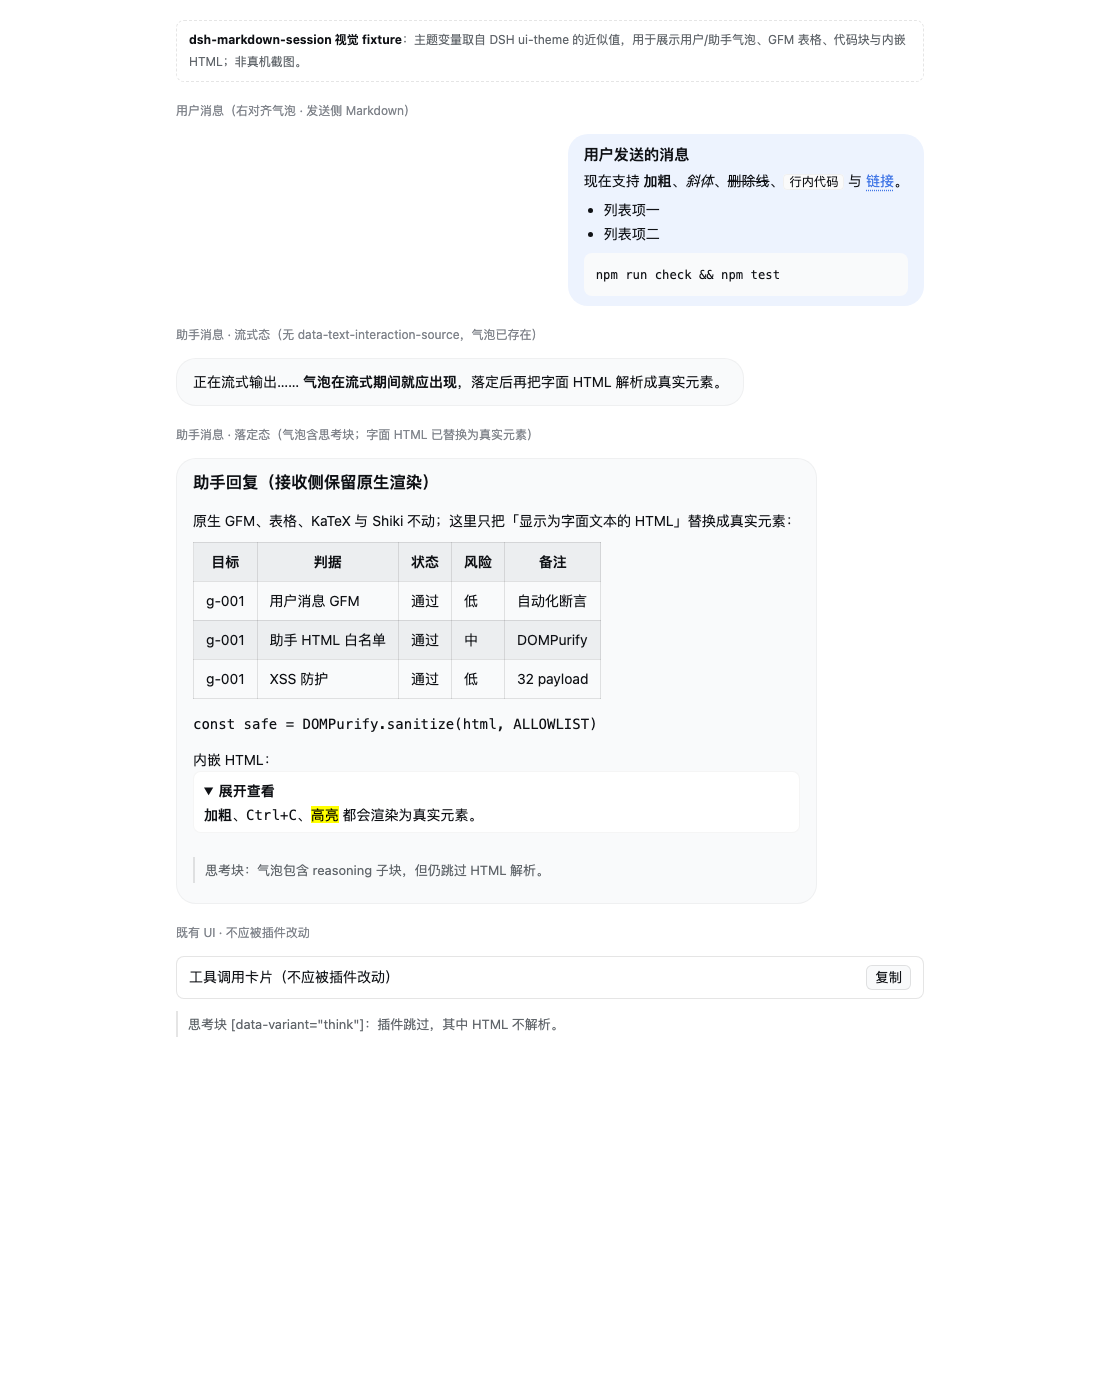 dsh-markdown-session 视觉 fixture：主题变量取自 DSH ui-theme 的近似值，用于展示用户/助手气泡、GFM 表格、代码块与内嵌
HTML；非真机截图。
用户消息（右对齐气泡 · 发送侧 Markdown）
用户发送的消息
现在支持 加粗、斜体、删除线、 行内代码 与 链接。
• 列表项一
• 列表项二
npm run check && npm test
助手消息 · 流式态（无 data-text-interaction-source，气泡已存在）
正在流式输出…… 气泡在流式期间就应出现，落定后再把字面 HTML 解析成真实元素。
助手消息 · 落定态（气泡含思考块；字面 HTML 已替换为真实元素）
助手回复（接收侧保留原生渲染）
原生 GFM、表格、KaTeX 与 Shiki 不动；这里只把「显示为字面文本的 HTML」替换成真实元素：
目标 判据 状态 风险 备注
g-001 用户消息 GFM 通过 低 自动化断言
g-001 助手 HTML 白名单 通过 中 DOMPurify
g-001 XSS 防护 通过 低 32 payload
const safe = DOMPurify.sanitize(html, ALLOWLIST)
内嵌 HTML：
▼ 展开查看
加粗、Ctrl+C、高亮 都会渲染为真实元素。
思考块：气泡包含 reasoning 子块，但仍跳过 HTML 解析。
既有 UI · 不应被插件改动
工具调用卡片（不应被插件改动） 复制
思考块 [data-variant="think"]：插件跳过，其中 HTML 不解析。